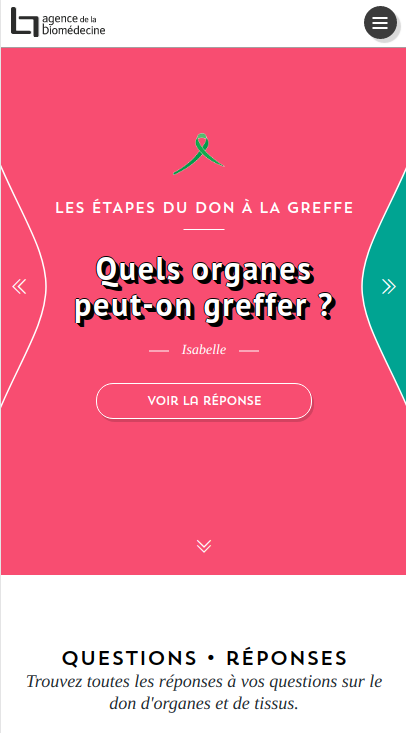 agence de la
biomédecine
LES ÉTAPES DU DON À LA GREFFE
Quels organes
peut-on greffer ?
Isabelle
VOIR LA RÉPONSE
QUESTIONS • RÉPONSES
Trouvez toutes les réponses à vos questions sur le
don d'organes et de tissus.